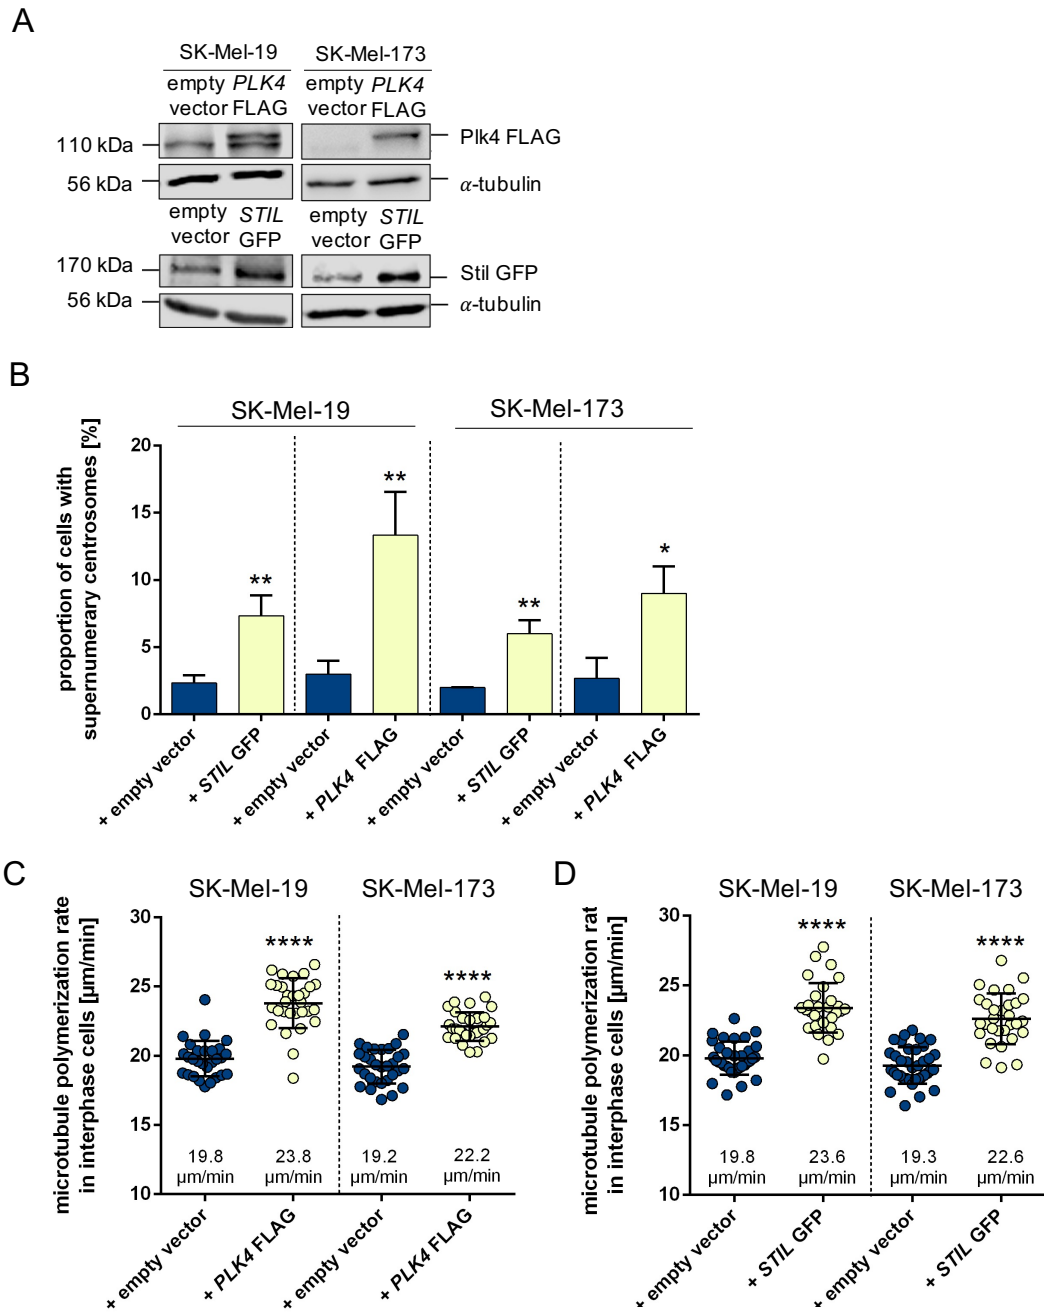 A
SK-Mel-19 SK-Mel-173
empty PLK4 empty PLK4
vector FLAG vector FLAG
110 kDa Plk4 FLAG
56 kDa α-tubulin
empty STIL empty STIL
vector GFP vector GFP
170 kDa Stil GFP
56 kDa α-tubulin
B
SK-Mel-19 SK-Mel-173
proportion of cells with
supernumerary centrosomes [%]
20
15
10
5
0
** ** ** *
+ empty vector
+ STIL GFP
+ empty vector
+ PLK4 FLAG
+ empty vector
+ STIL GFP
+ empty vector
+ PLK4 FLAG
C
SK-Mel-19 SK-Mel-173
microtubule polymerization rate
in interphase cells [µm/min]
30
25
20
15
10
**** ****
19.8 23.8 19.2 22.2
µm/min µm/min µm/min µm/min
+ empty vector
+ PLK4 FLAG
+ empty vector
+ PLK4 FLAG
D
SK-Mel-19 SK-Mel-173
microtubule polymerization rat
in interphase cells [µm/min]
30
25
20
15
10
**** ****
19.8 23.6 19.3 22.6
µm/min µm/min µm/min µm/min
+ empty vector
+ STIL GFP
+ empty vector
+ STIL GFP